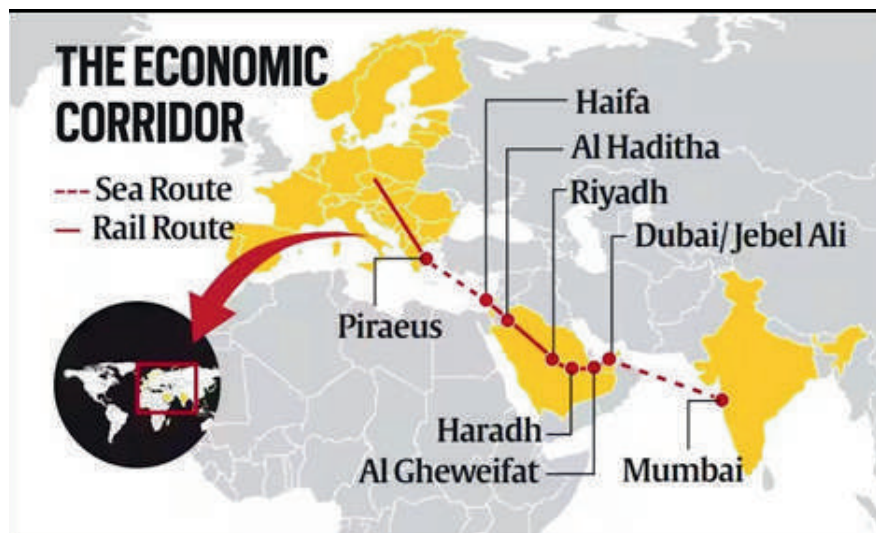 THE ECONOMIC
CORRIDOR
Sea Route
Rail Route
Haifa
Al Haditha
Riyadh
Dubai/Jebel Ali
Piraeus
Haradh
Al Gheweifat
Mumbai